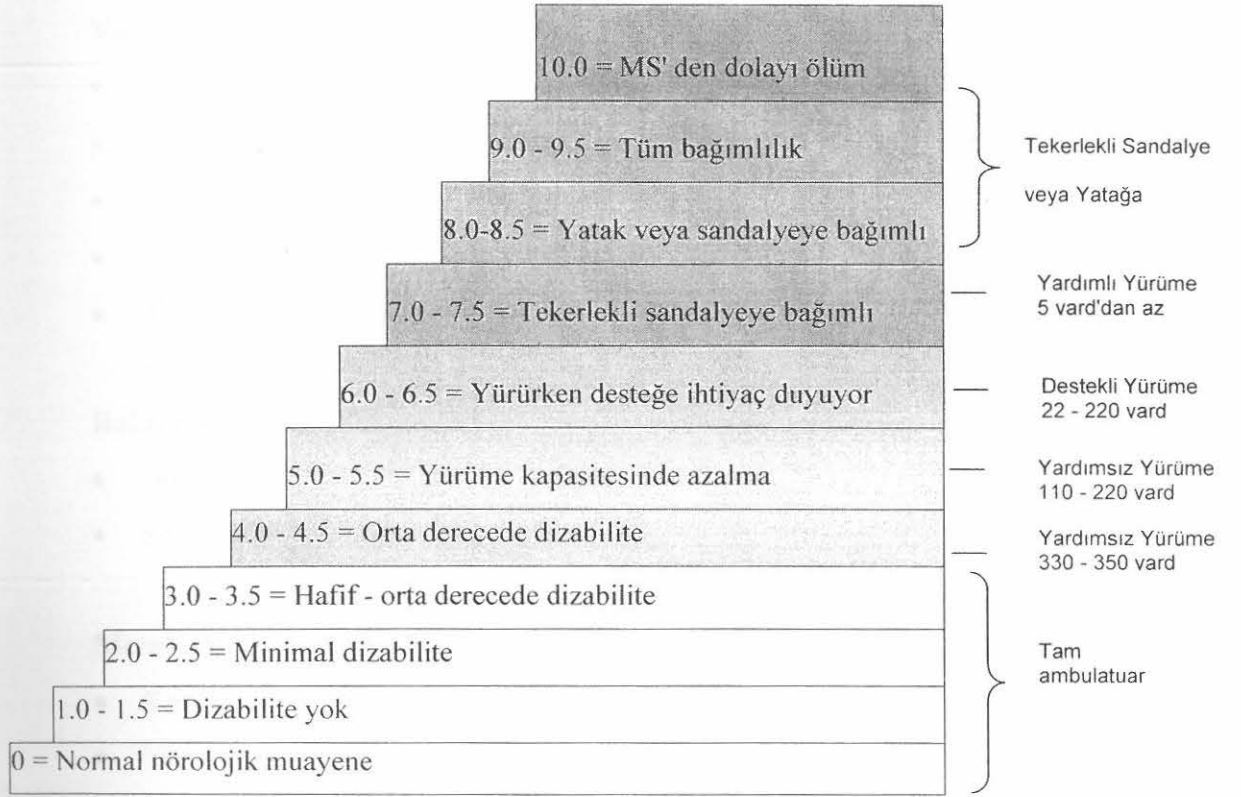 10.0 = MS' den dolayı ölüm
9.0 - 9.5 = Tüm bağımlılık
8.0-8.5 = Yatak veya sandalyeye bağımlı
7.0 - 7.5 = Tekerlekli sandalyeye bağımlı
6.0 - 6.5 = Yürürken desteğe ihtiyaç duyuyor
5.0 - 5.5 = Yürüme kapasitesinde azalma
4.0 - 4.5 = Orta derecede dizabilite
3.0 - 3.5 = Hafif - orta derecede dizabilite
2.0 - 2.5 = Minimal dizabilite
1.0 - 1.5 = Dizabilite yok
0 = Normal nörolojik muayene
Tekerlekli Sandalye
veya Yatağa
Yardımlı Yürüme
5 vard'dan az
Destekli Yürüme
22 - 220 vard
Yardımsız Yürüme
110 - 220 vard
Yardımsız Yürüme
330 - 350 vard
Tam
ambulatuar